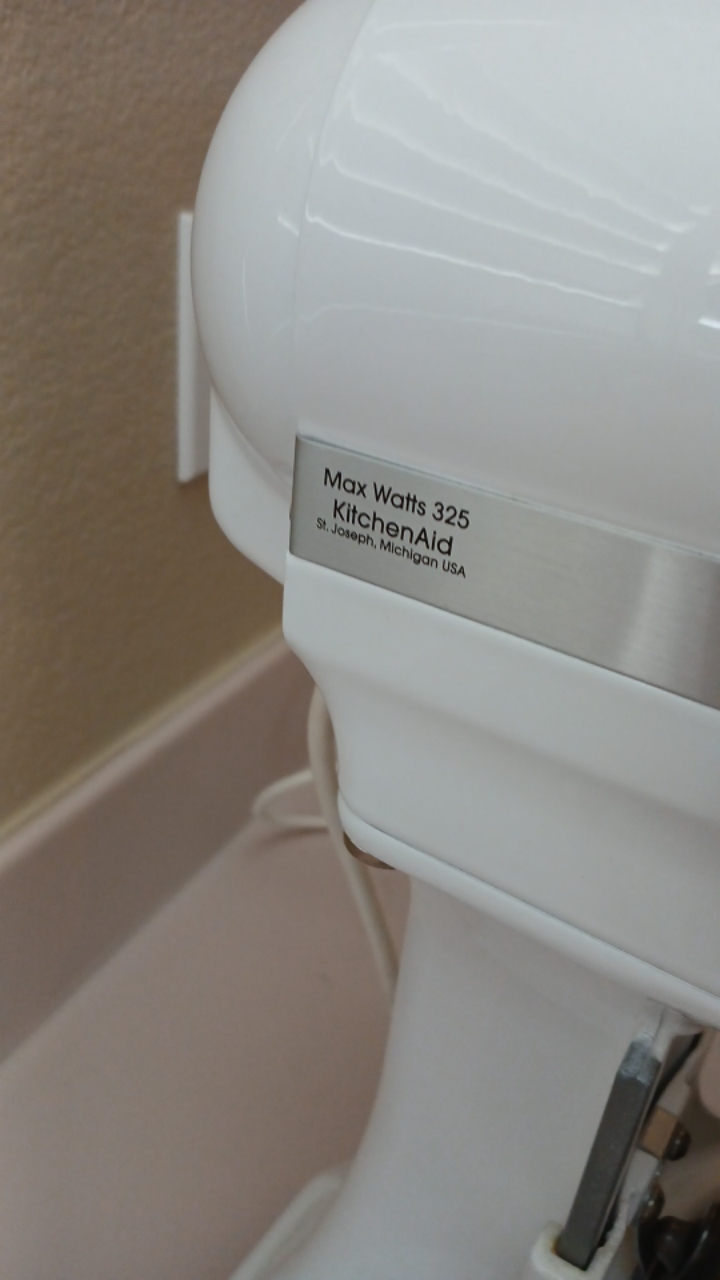 Max Watts 325
KitchenAid
St. Joseph, Michigan USA